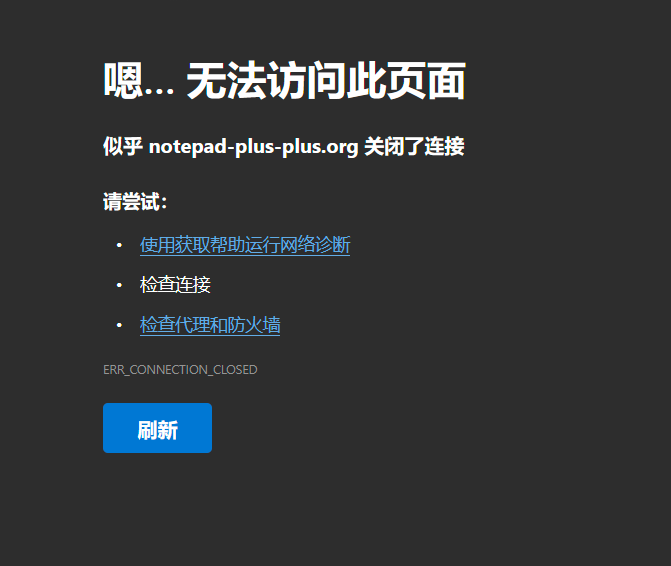 嗯… 无法访问此页面
似乎 notepad-plus-plus.org 关闭了连接
请尝试：
• 使用获取帮助运行网络诊断
• 检查连接
• 检查代理和防火墙
ERR_CONNECTION_CLOSED
刷新